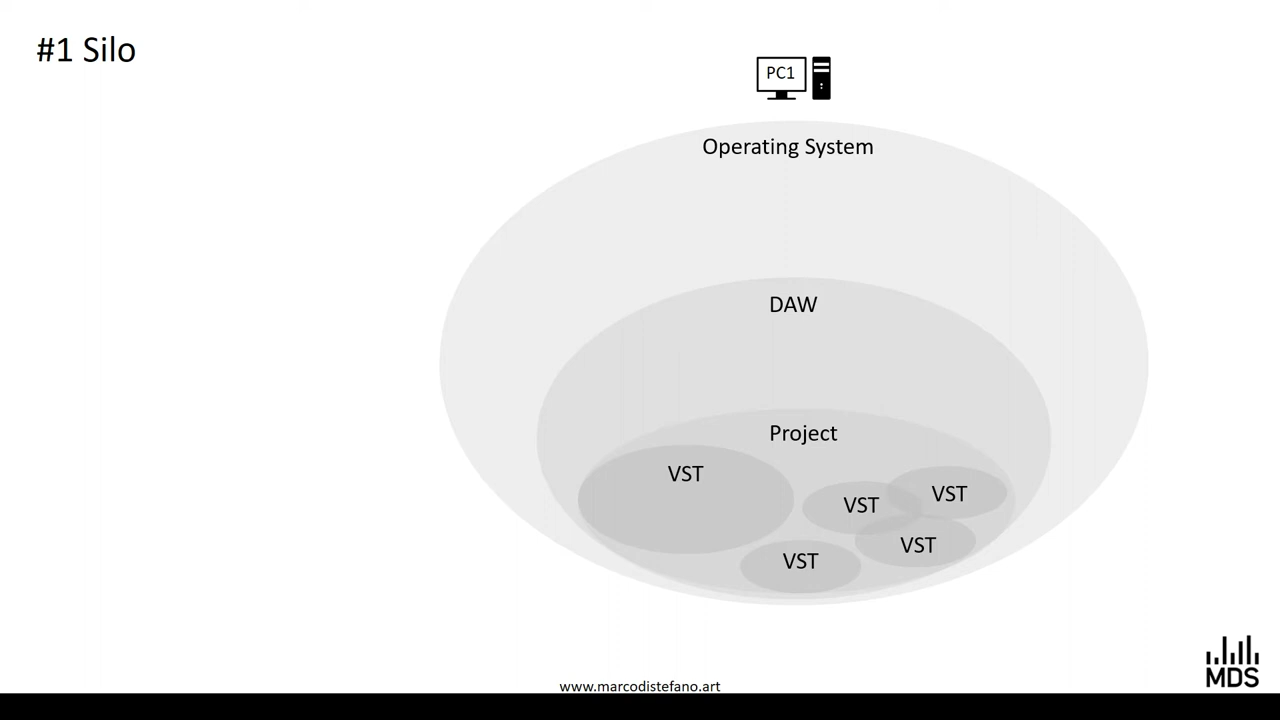 #1 Silo
PC1
Operating System
DAW
Project
VST
VST
VST
VST
VST
MDS
www.marcodistefano.art